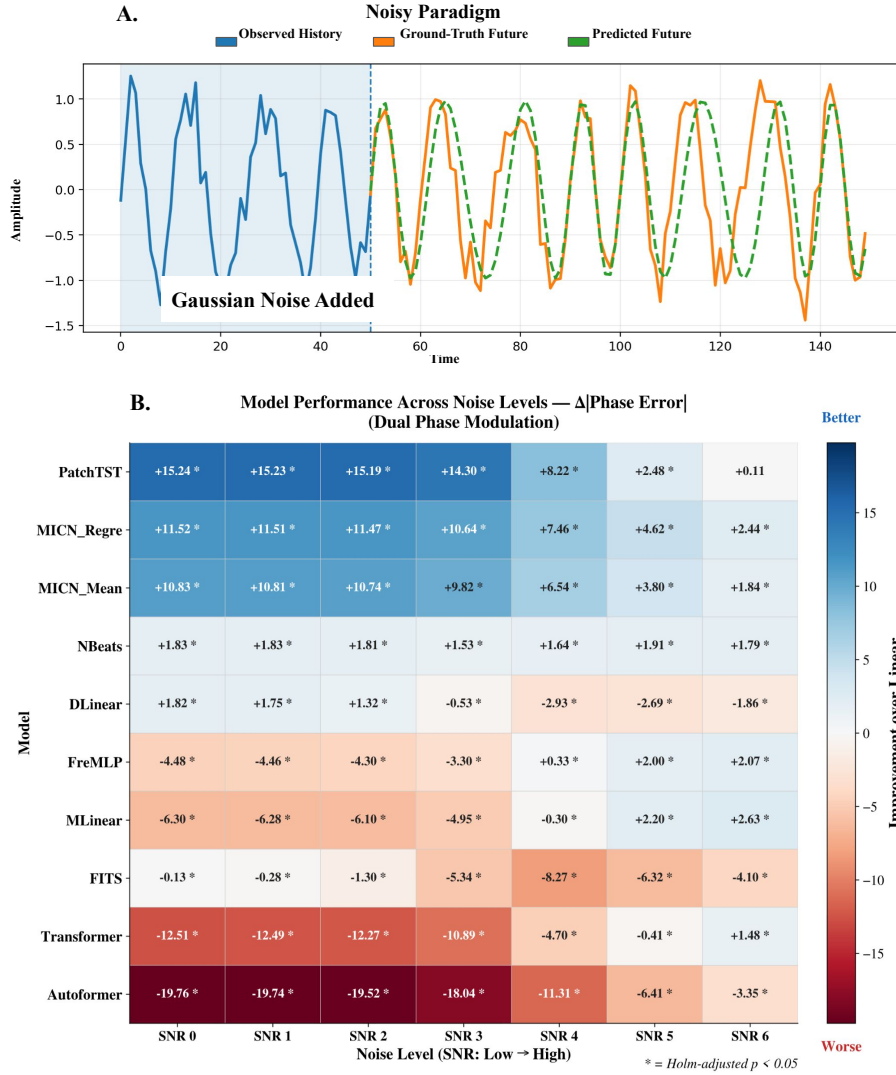 A.
Noisy Paradigm
Observed History
Ground-Truth Future
Predicted Future
Amplitude
1.0
0.5
0.0
−0.5
−1.0
−1.5
Gaussian Noise Added
0 20 40 60 80 100 120 140
Time
B.
Model Performance Across Noise Levels — Δ|Phase Error|
(Dual Phase Modulation)
Better
Model
PatchTST +15.24 * +15.23 * +15.19 * +14.30 * +8.22 * +2.48 * +0.11
MICN_Regre +11.52 * +11.51 * +11.47 * +10.64 * +7.46 * +4.62 * +2.44 *
MICN_Mean +10.83 * +10.81 * +10.74 * +9.82 * +6.54 * +3.80 * +1.84 *
NBeats +1.83 * +1.83 * +1.81 * +1.53 * +1.64 * +1.91 * +1.79 *
DLinear +1.82 * +1.75 * +1.32 * -0.53 * -2.93 * -2.69 * -1.86 *
FreMLP -4.48 * -4.46 * -4.30 * -3.30 * +0.33 * +2.00 * +2.07 *
MLinear -6.30 * -6.28 * -6.10 * -4.95 * -0.30 * +2.20 * +2.63 *
FITS -0.13 * -0.28 * -1.30 * -5.34 * -8.27 * -6.32 * -4.10 *
Transformer -12.51 * -12.49 * -12.27 * -10.89 * -4.70 * -0.41 * +1.48 *
Autoformer -19.76 * -19.74 * -19.52 * -18.04 * -11.31 * -6.41 * -3.35 *
SNR 0 SNR 1 SNR 2 SNR 3 SNR 4 SNR 5 SNR 6
Noise Level (SNR: Low → High)
15
10
5
0
−5
−10
−15
Improvement over Linear
Worse
* = Holm-adjusted p < 0.05